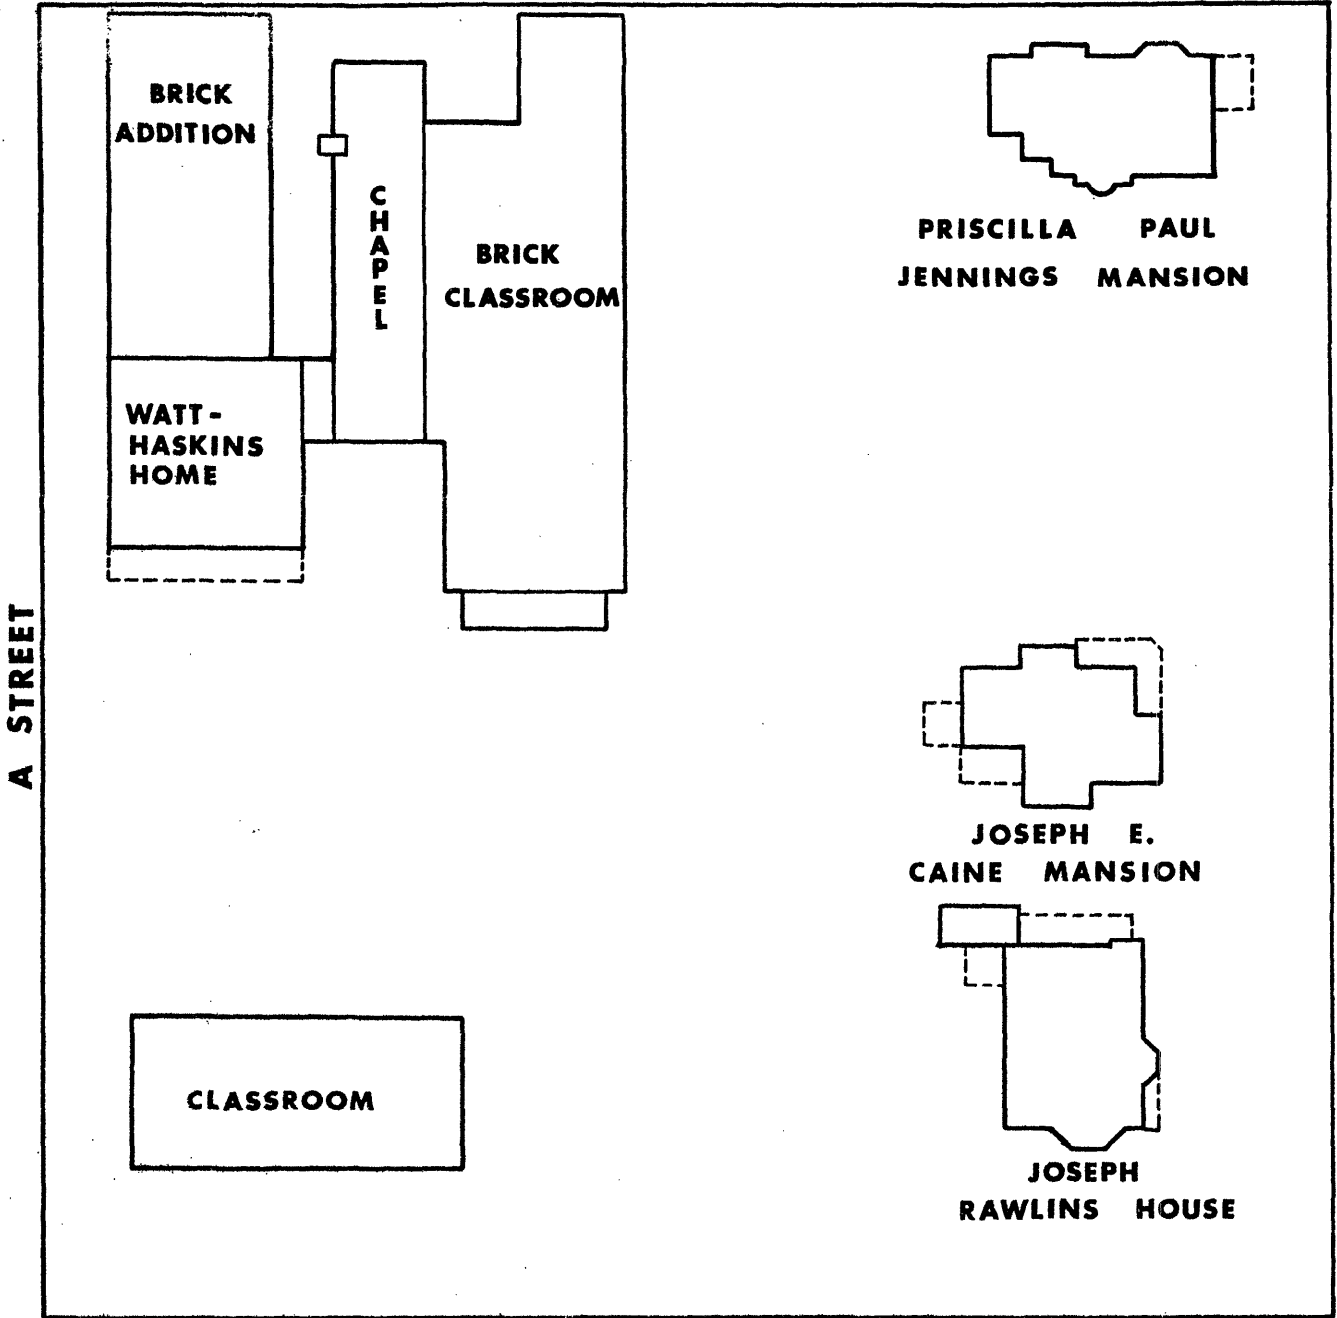 BRICK
ADDITION
CHAPEL
BRICK
CLASSROOM
PRISCILLA PAUL
JENNINGS MANSION
WATT-
HASKINS
HOME
A STREET
JOSEPH E.
CAINE MANSION
CLASSROOM
JOSEPH
RAWLINS HOUSE